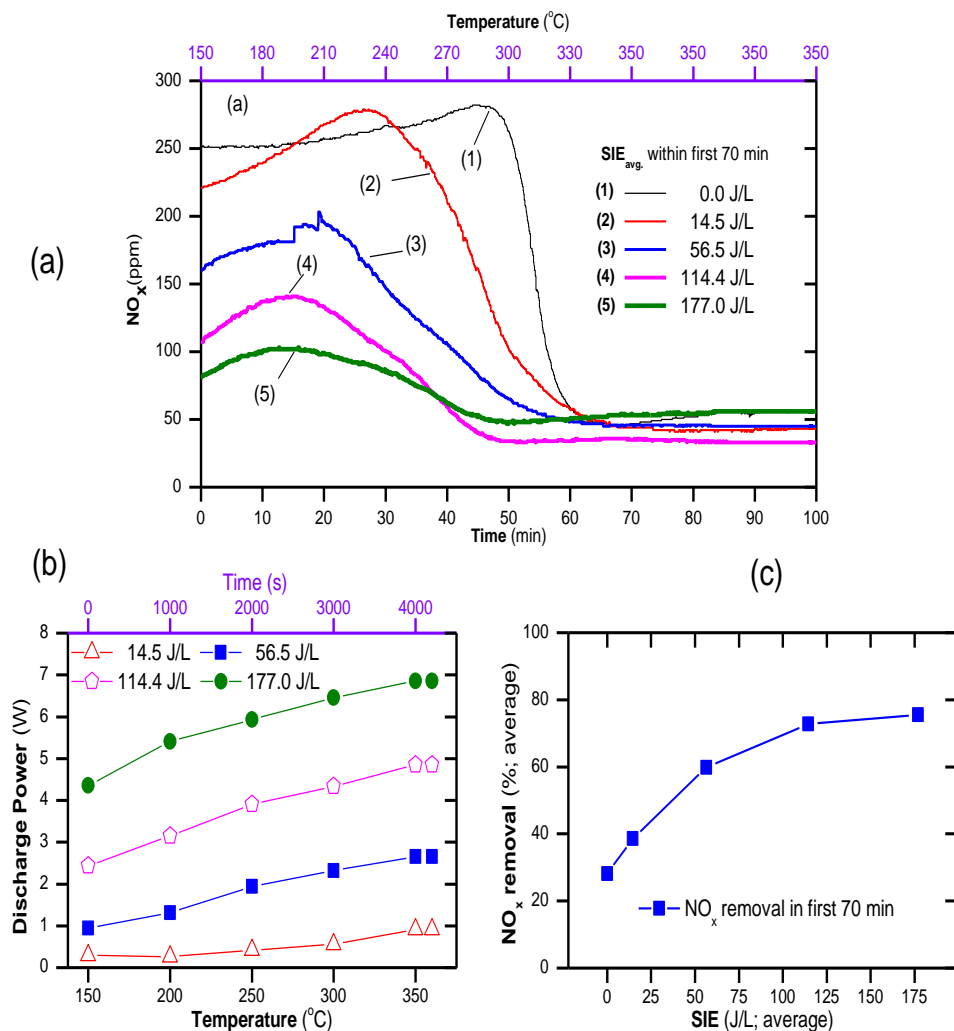 Temperature (°C)
150 180 210 240 270 300 330 350 350 350 350
300
250
200
150
100
50
0
NOx(ppm)
(a)
(a)
(1)
(2)
(3)
(4)
(5)
SIEavg. within first 70 min
(1) 0.0 J/L
(2) 14.5 J/L
(3) 56.5 J/L
(4) 114.4 J/L
(5) 177.0 J/L
0 10 20 30 40 50 60 70 80 90 100
Time (min)
(b)
Time (s)
0 1000 2000 3000 4000
8
7
6
5
4
3
2
1
0
Discharge Power (W)
14.5 J/L 56.5 J/L
114.4 J/L 177.0 J/L
150 200 250 300 350
Temperature (°C)
(c)
100
80
60
40
20
0
NOx removal (%; average)
NOx removal in first 70 min
0 25 50 75 100 125 150 175
SIE (J/L; average)